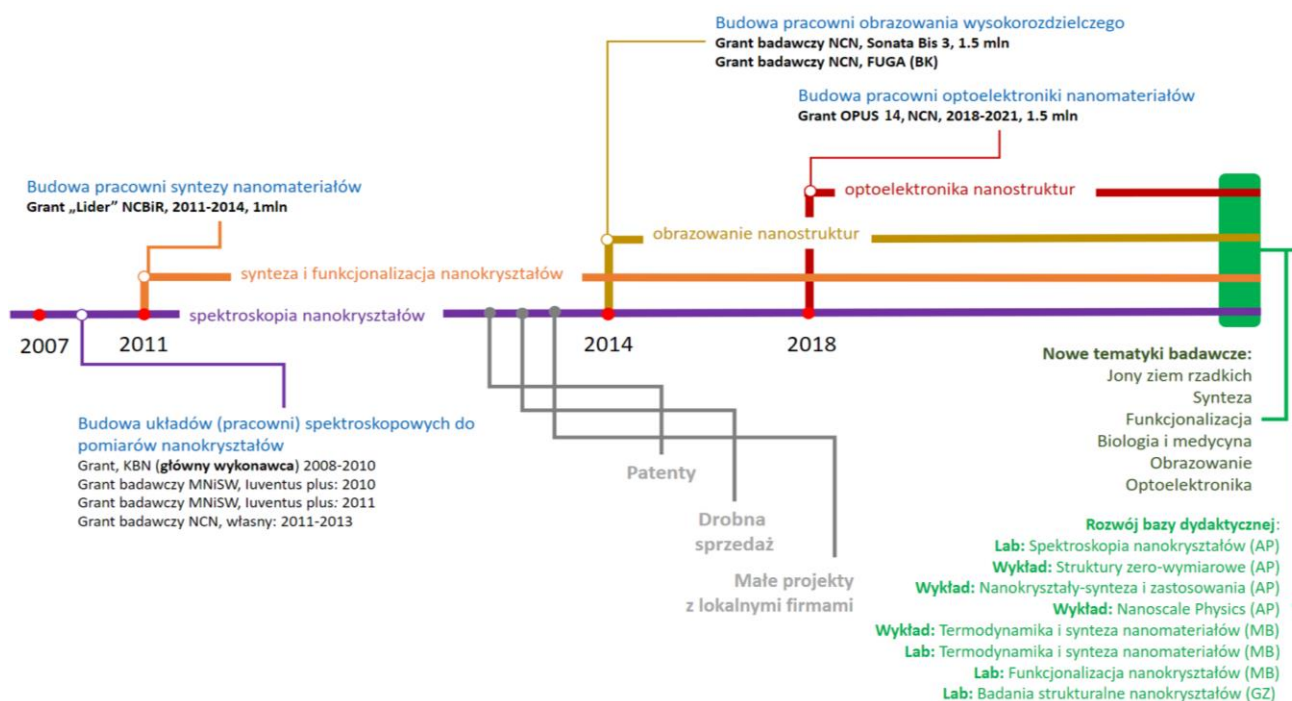 Budowa pracowni obrazowania wysokorozdzielczego
Grant badawczy NCN, Sonata Bis 3, 1.5 mln
Grant badawczy NCN, FUGA (BK)
Budowa pracowni optoelektroniki nanomateriałów
Grant OPUS 14, NCN, 2018-2021, 1.5 mln
Budowa pracowni syntezy nanomateriałów
Grant „Lider” NCBiR, 2011-2014, 1mln
optoelektronika nanostruktur
obrazowanie nanostruktur
synteza i funkcjonalizacja nanokryształów
spektroskopia nanokryształów
2007
2011
2014
2018
Budowa układów (pracowni) spektroskopowych do
pomiarów nanokryształów
Grant, KBN (główny wykonawca) 2008-2010
Grant badawczy MNiSW, Iuventus plus: 2010
Grant badawczy MNiSW, Iuventus plus: 2011
Grant badawczy NCN, własny: 2011-2013
Patenty
Drobna
sprzedaż
Małe projekty
z lokalnymi firmami
Nowe tematyki badawcze:
Jony ziem rzadkich
Synteza
Funkcjonalizacja
Biologia i medycyna
Obrazowanie
Optoelektronika
Rozwój bazy dydaktycznej:
Lab: Spektroskopia nanokryształów (AP)
Wykład: Struktury zero-wymiarowe (AP)
Wykład: Nanokryształy-synteza i zastosowania (AP)
Wykład: Nanoscale Physics (AP)
Wykład: Termodynamika i synteza nanomateriałów (MB)
Lab: Termodynamika i synteza nanomateriałów (MB)
Lab: Funkcjonalizacja nanokryształów (MB)
Lab: Badania strukturalne nanokryształów (GZ)